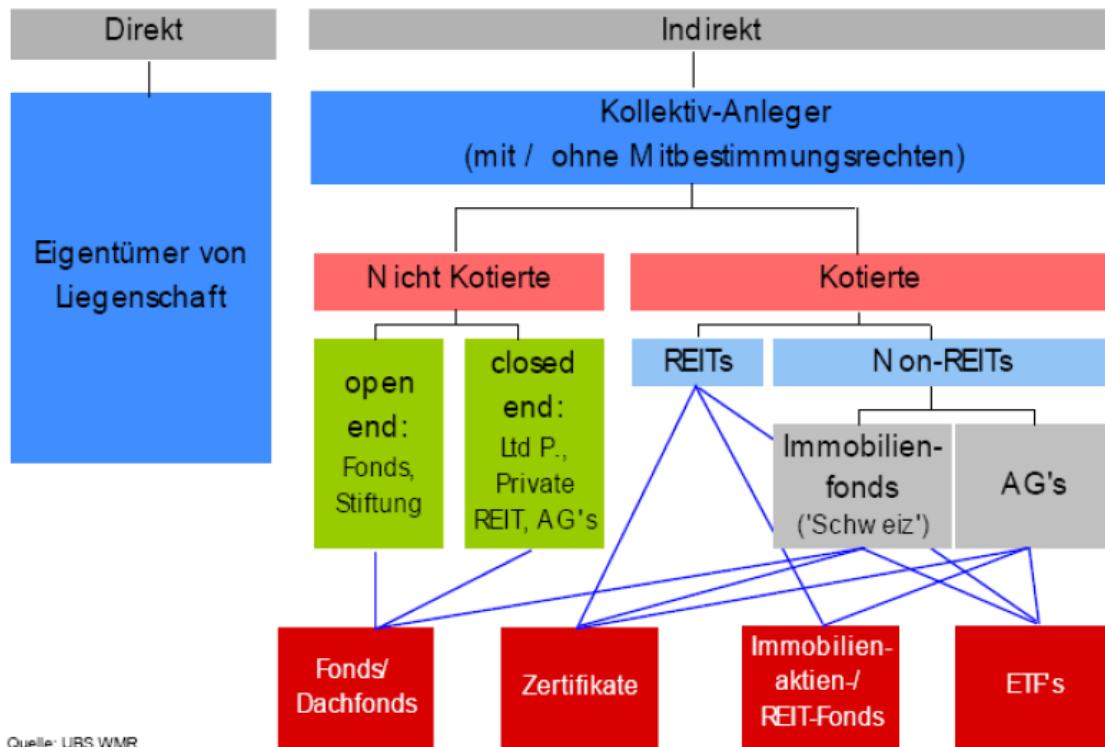 Direkt
Indirekt
Eigentümer von
Liegenschaft
Kollektiv-Anleger
(mit / ohne Mitbestimmungsrechten)
Nicht Kotierte
Kotierte
open
end:
Fonds,
Stiftung
closed
end:
Ltd P.,
Private
REIT, AG's
REITs
Non-REITs
Immobilien-
fonds
('Schweiz')
AG's
Fonds/
Dachfonds
Zertifikate
Immobilien-
aktien-/
REIT-Fonds
ETF's
Quelle: UBS WMR